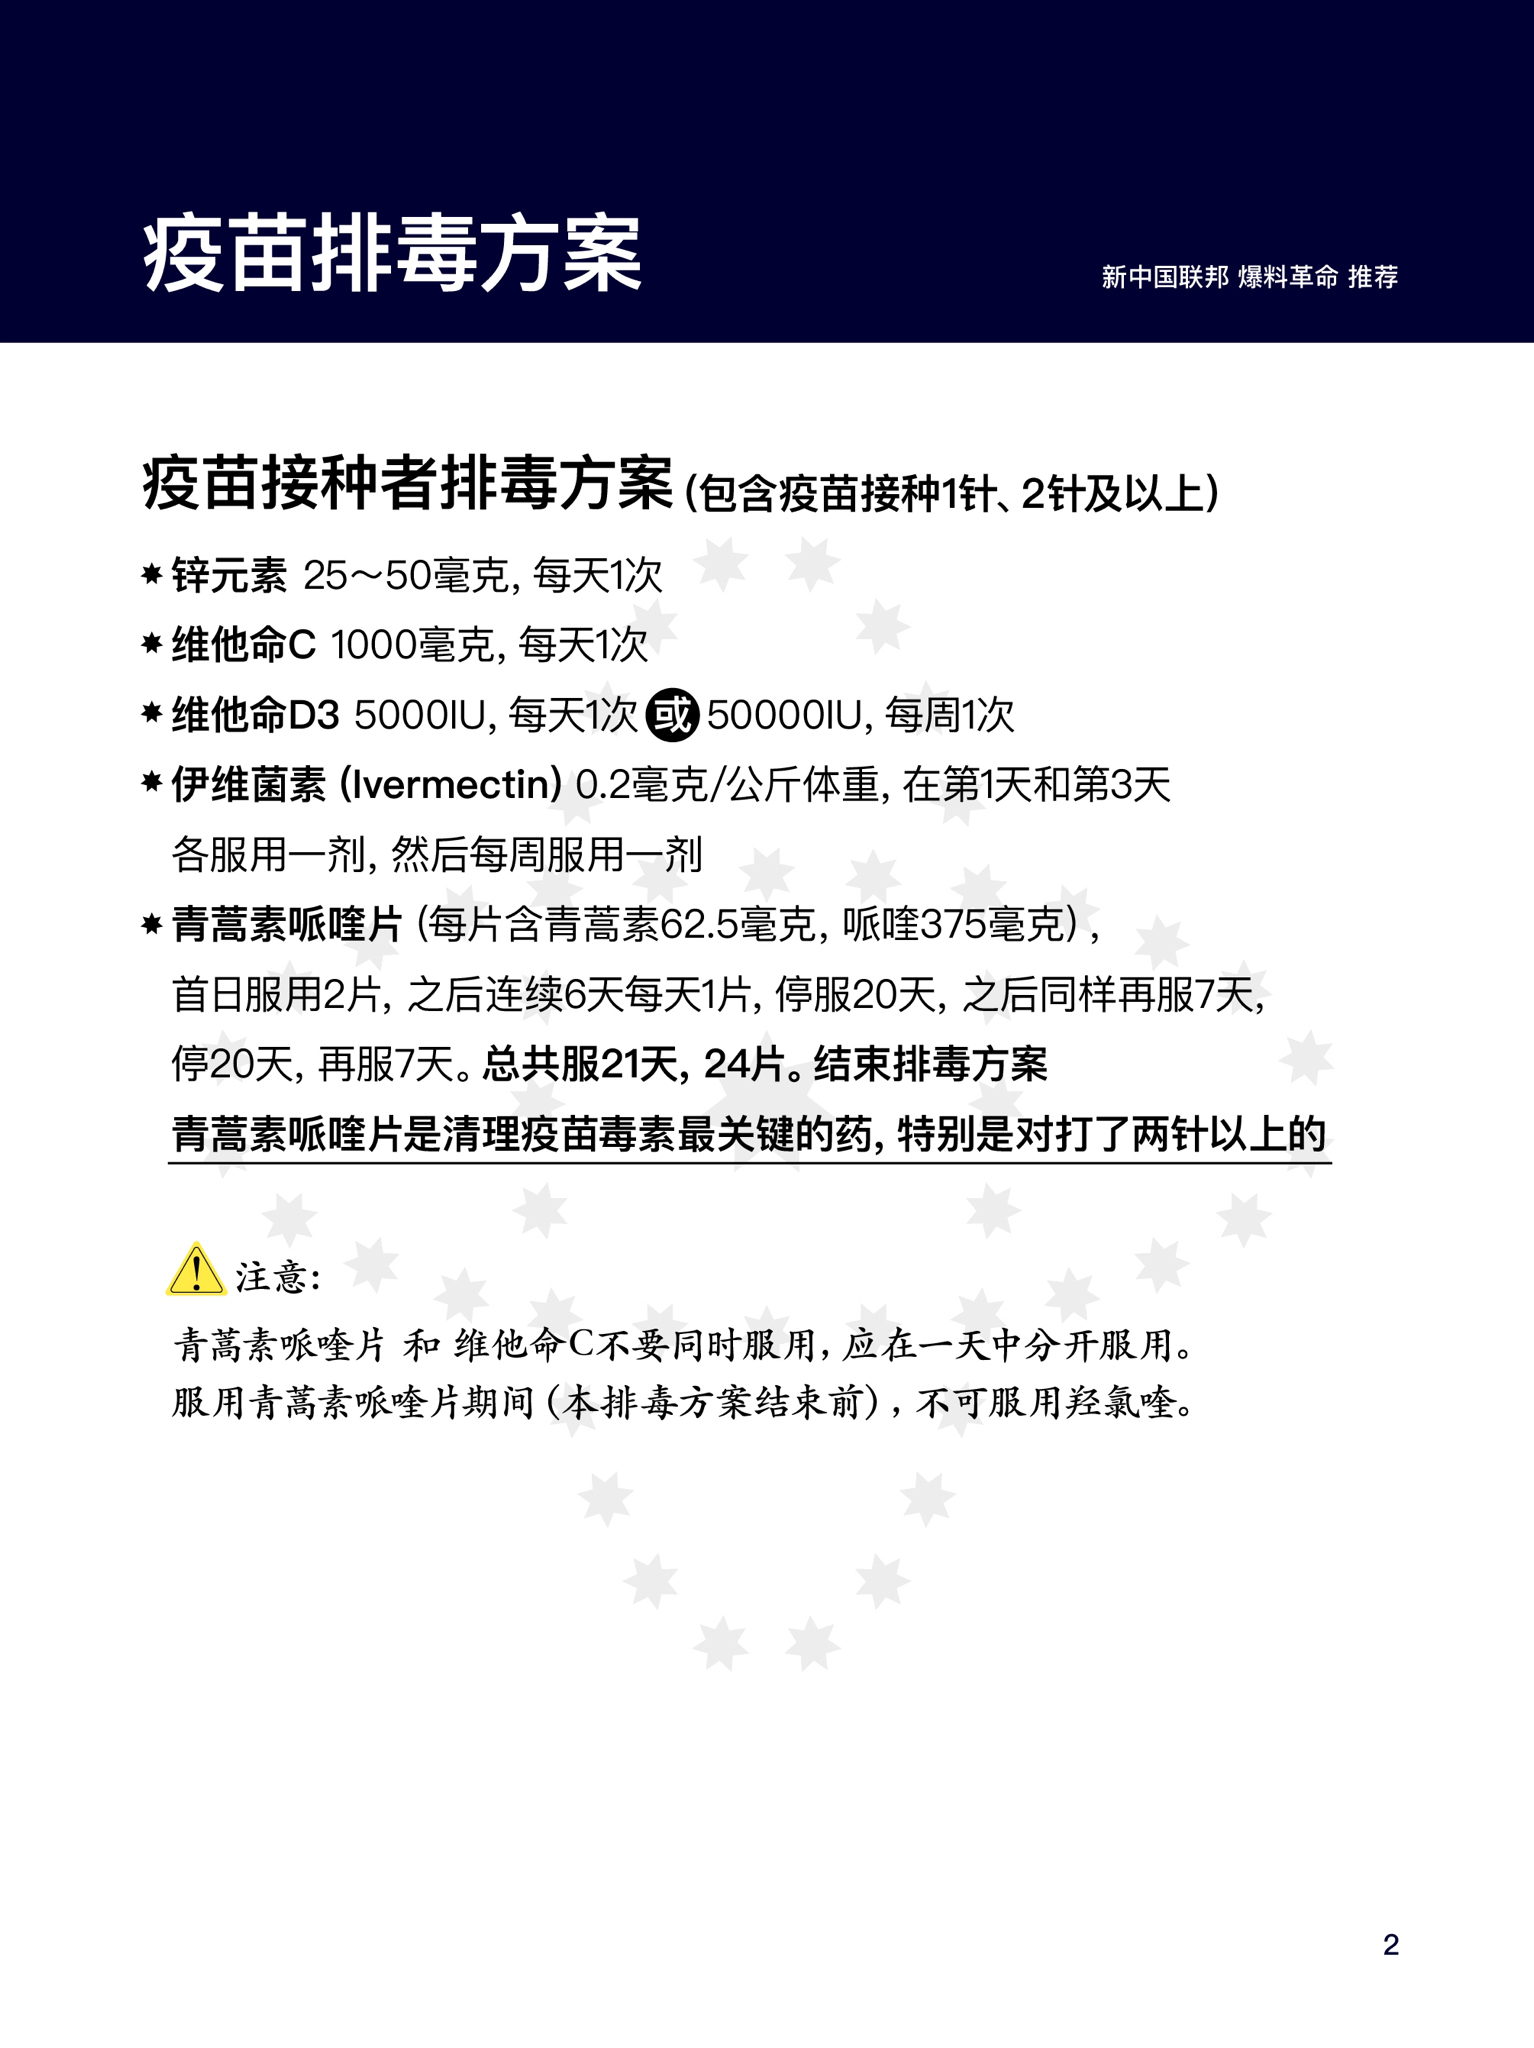 疫苗排毒方案
新中国联邦 爆料革命 推荐
疫苗接种者排毒方案 (包含疫苗接种1针、2针及以上)
锌元素 25～50毫克, 每天1次
维他命C 1000毫克, 每天1次
维他命D3 5000IU, 每天1次 或 50000IU, 每周1次
伊维菌素 (Ivermectin) 0.2毫克/公斤体重, 在第1天和第3天
各服用一剂, 然后每周服用一剂
青蒿素哌喹片 (每片含青蒿素62.5毫克, 哌喹375毫克) ,
首日服用2片, 之后连续6天每天1片, 停服20天, 之后同样再服7天,
停20天, 再服7天。总共服21天, 24片。结束排毒方案
青蒿素哌喹片是清理疫苗毒素最关键的药, 特别是对打了两针以上的
注意:
青蒿素哌喹片 和 维他命C不要同时服用, 应在一天中分开服用。
服用青蒿素哌喹片期间 (本排毒方案结束前) , 不可服用羟氯喹。
2